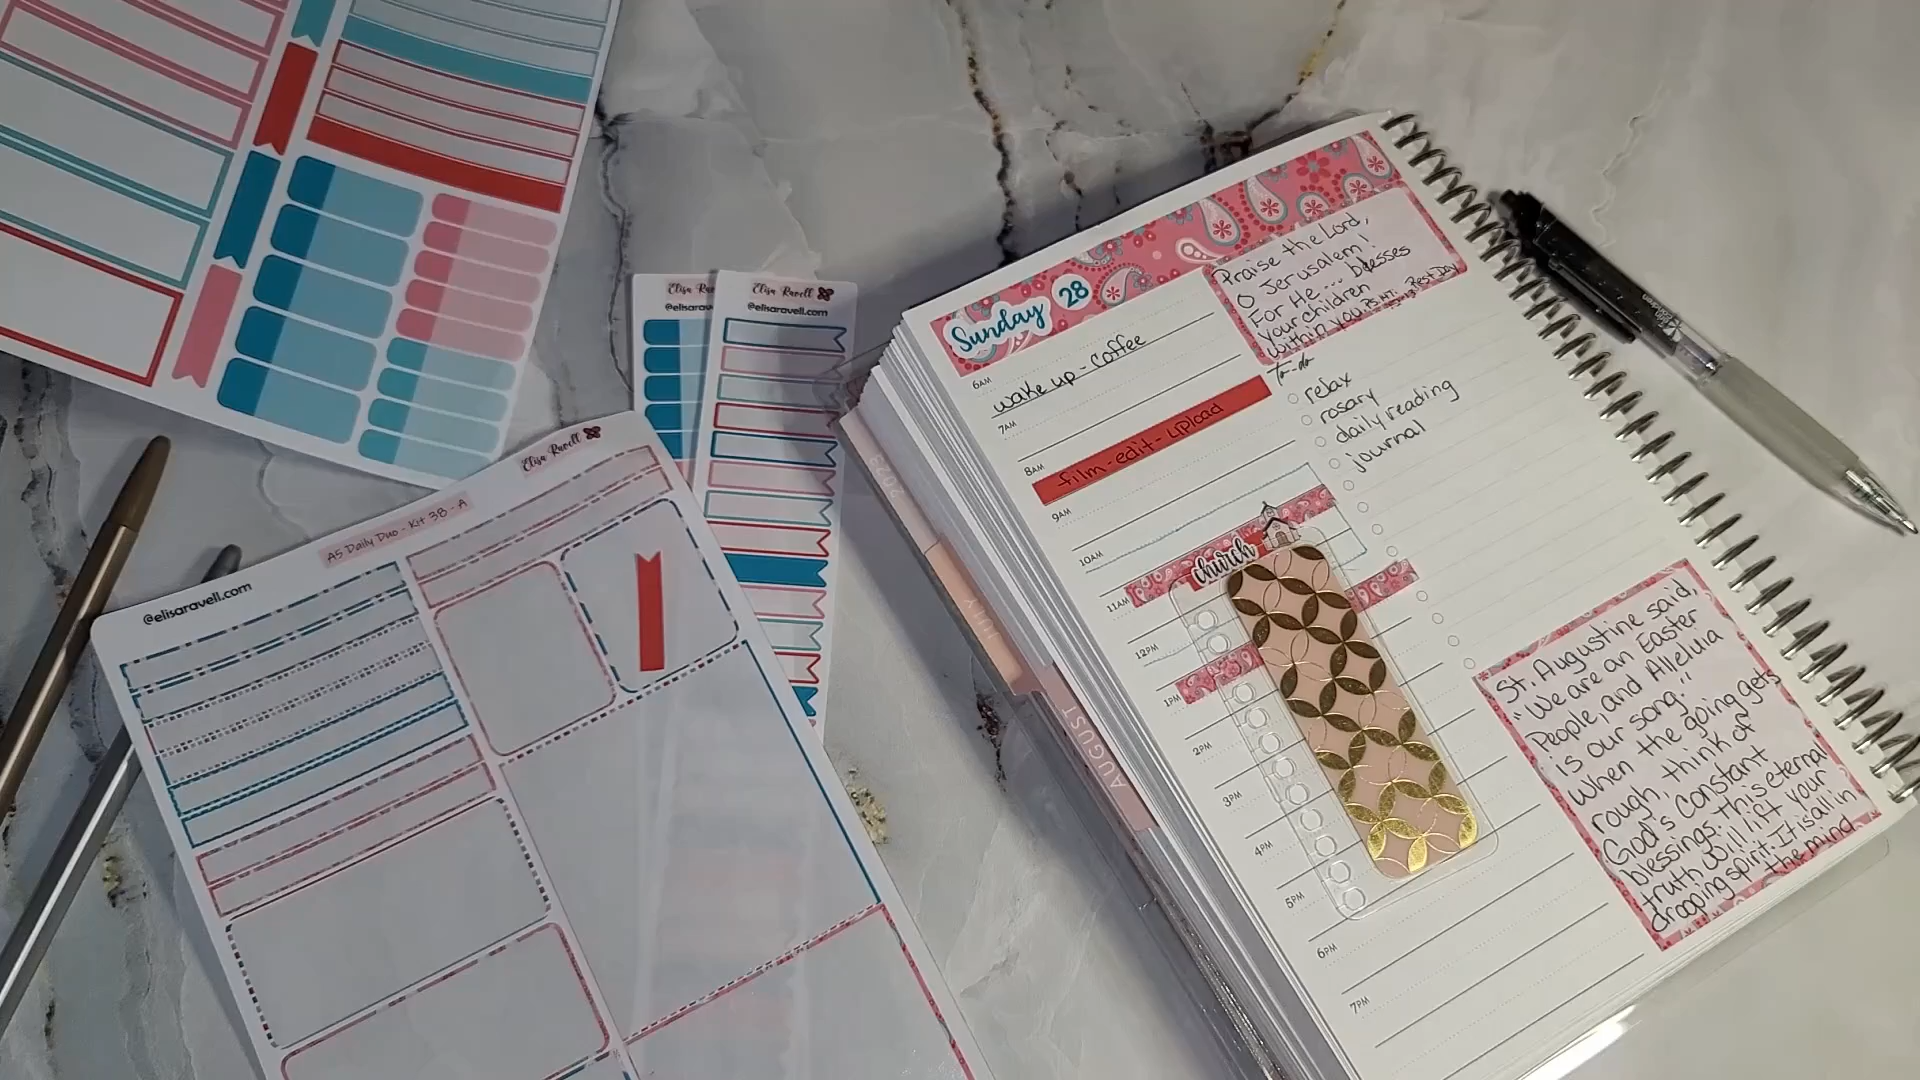 Elisa Ravell
@elisaravell.com
Elisa Ravell
@elisaravell.com
Elisa Ravell
A5 Daily Duo - Kit 38 - A
@elisaravell.com
2023
JULY
AUGUST
Sunday 28
Praise the Lord,
O Jerusalem!
For He... blesses
your children
within you. Ps. 147:
Rest Day
6AM
wake up - coffee
7AM
8AM
film - edit - upload
9AM
10AM
church
11AM
12PM
1PM
2PM
3PM
4PM
5PM
6PM
7PM
To-do
relax
rosary
daily reading
journal
St. Augustine said,
"We are an Easter
People, and Alleluia
is our song."
When the going gets
rough, think of
God's constant
blessings. This eternal
truth will lift your
drooping spirit. It is all in
the mind